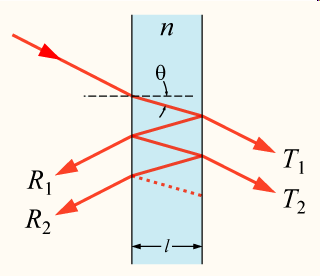 n
θ
T₁
R₁
T₂
R₂
l